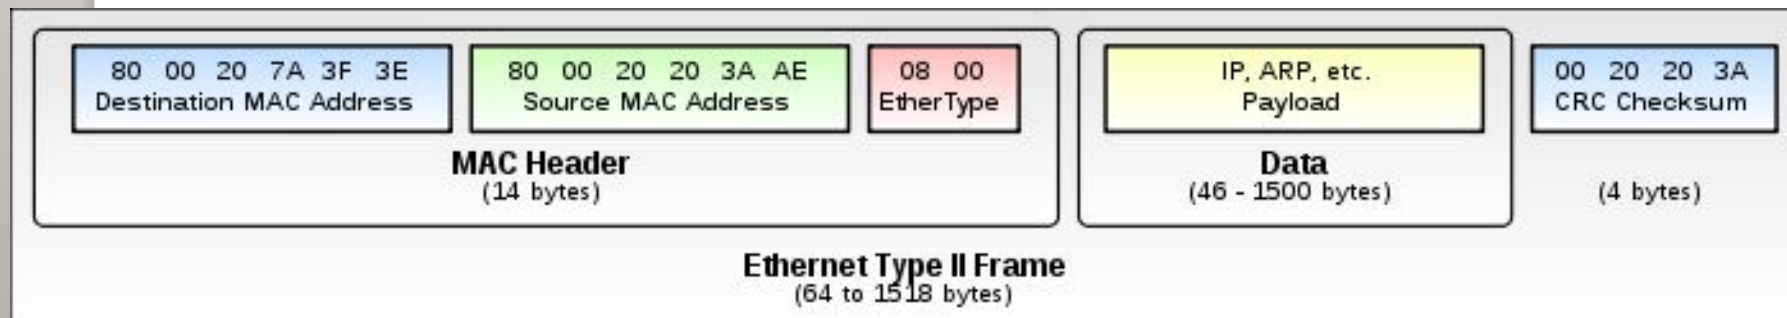 80 00 20 7A 3F 3E
Destination MAC Address
80 00 20 20 3A AE
Source MAC Address
08 00
EtherType
MAC Header
(14 bytes)
IP, ARP, etc.
Payload
Data
(46 - 1500 bytes)
00 20 20 3A
CRC Checksum
(4 bytes)
Ethernet Type II Frame
(64 to 1518 bytes)